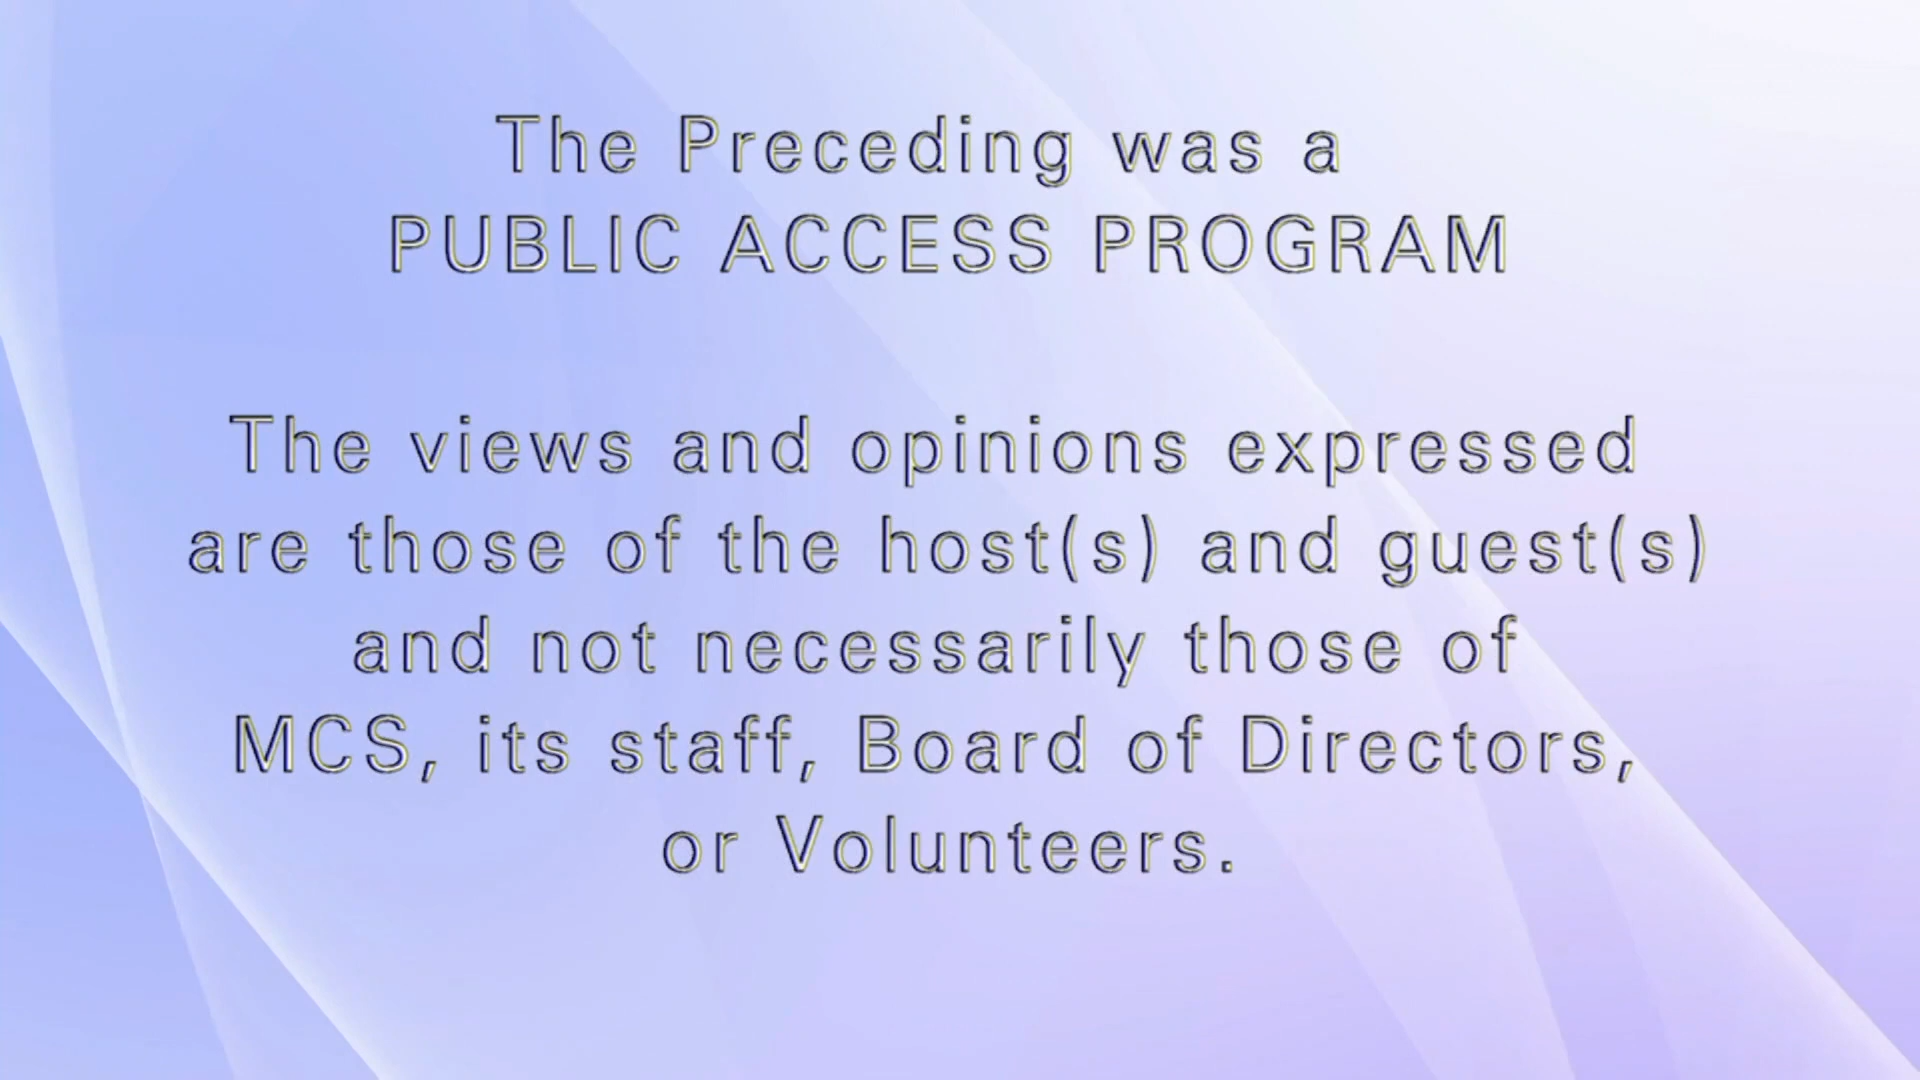 The Preceding was a
PUBLIC ACCESS PROGRAM
The views and opinions expressed
are those of the host(s) and guest(s)
and not necessarily those of
MCS, its staff, Board of Directors,
or Volunteers.